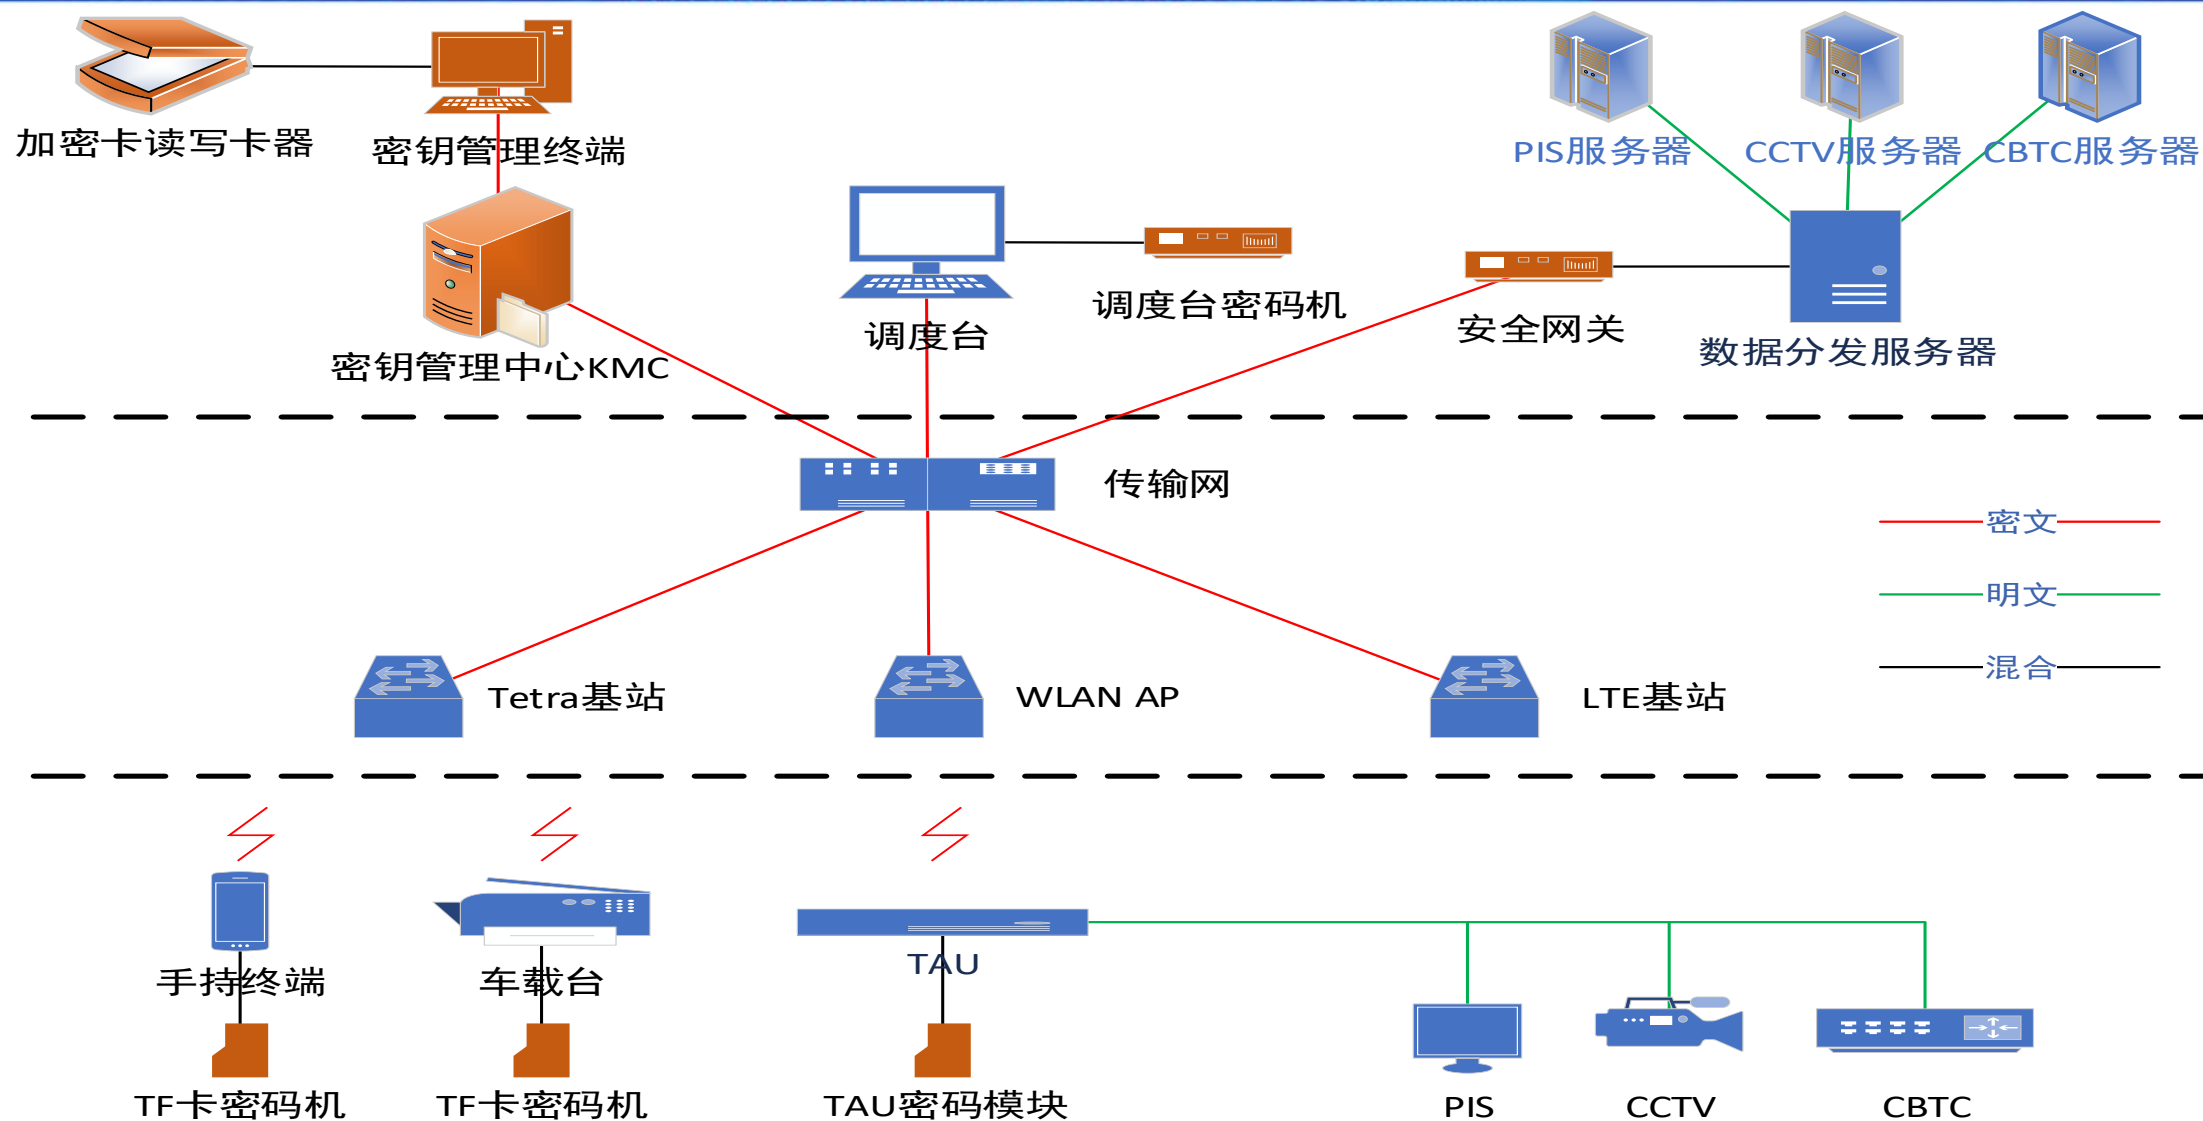 加密卡读写卡器
密钥管理终端
PIS服务器
CCTV服务器
CBTC服务器
调度台
调度台密码机
安全网关
数据分发服务器
密钥管理中心KMC
传输网
密文
明文
混合
Tetra基站
WLAN AP
LTE基站
手持终端
车载台
TAU
TF卡密码机
TF卡密码机
TAU密码模块
PIS
CCTV
CBTC